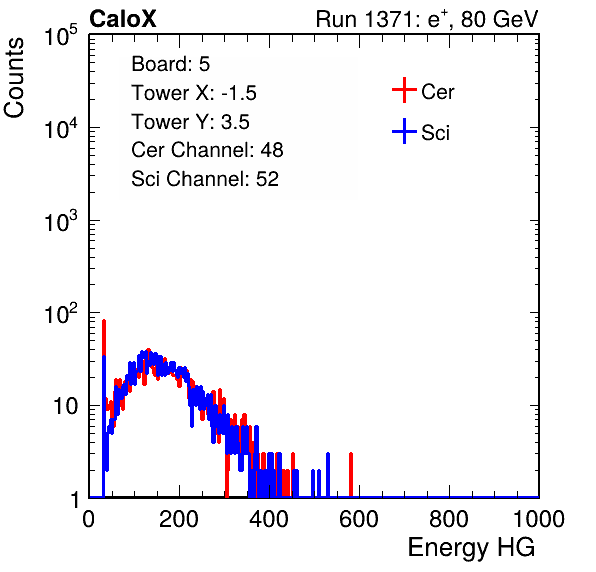 CaloX Run 1371: e⁺, 80 GeV
Counts
10⁵
10⁴
10³
10²
10
1
Board: 5
Tower X: -1.5
Tower Y: 3.5
Cer Channel: 48
Sci Channel: 52
Cer
Sci
0 200 400 600 800 1000
Energy HG